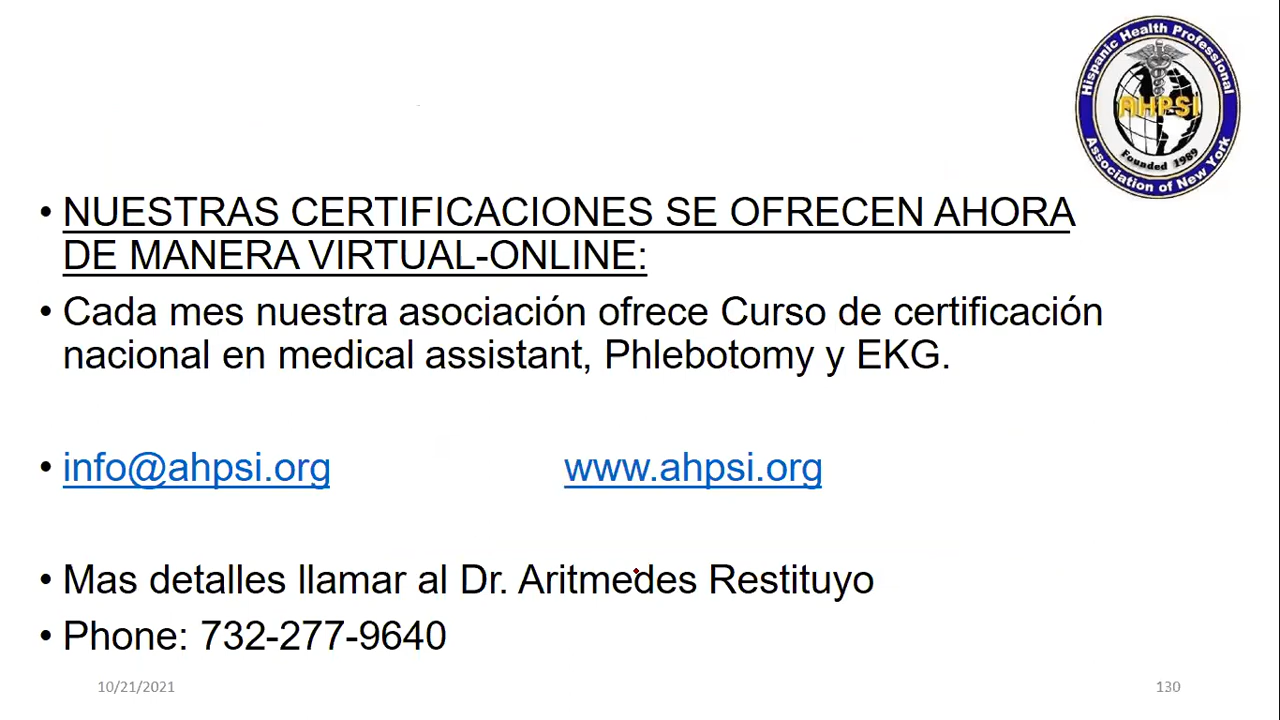 Hispanic Health Professional
AHPSI
Founded 1989
Association of New York
• NUESTRAS CERTIFICACIONES SE OFRECEN AHORA
DE MANERA VIRTUAL-ONLINE:
• Cada mes nuestra asociación ofrece Curso de certificación
nacional en medical assistant, Phlebotomy y EKG.
• info@ahpsi.org www.ahpsi.org
• Mas detalles llamar al Dr. Aritmedes Restituyo
• Phone: 732-277-9640
10/21/2021 130